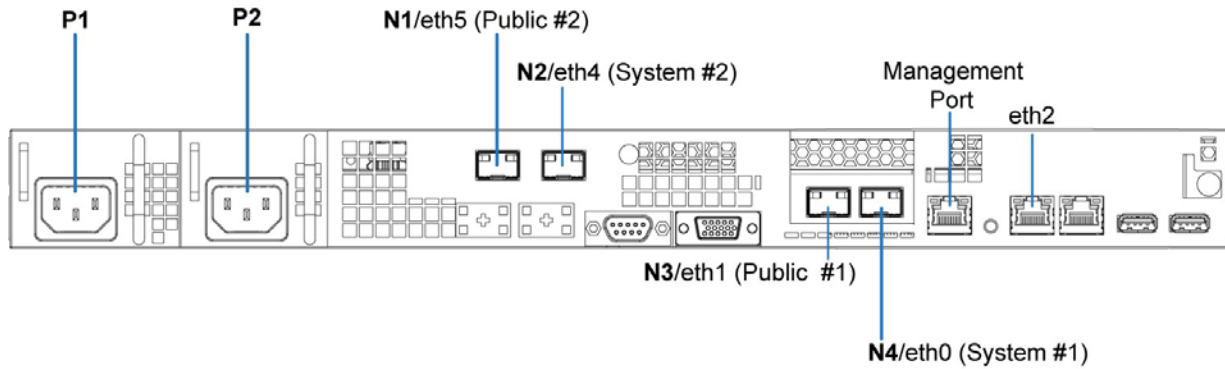 P1
P2
N1/eth5 (Public #2)
N2/eth4 (System #2)
Management
Port
eth2
N3/eth1 (Public #1)
N4/eth0 (System #1)